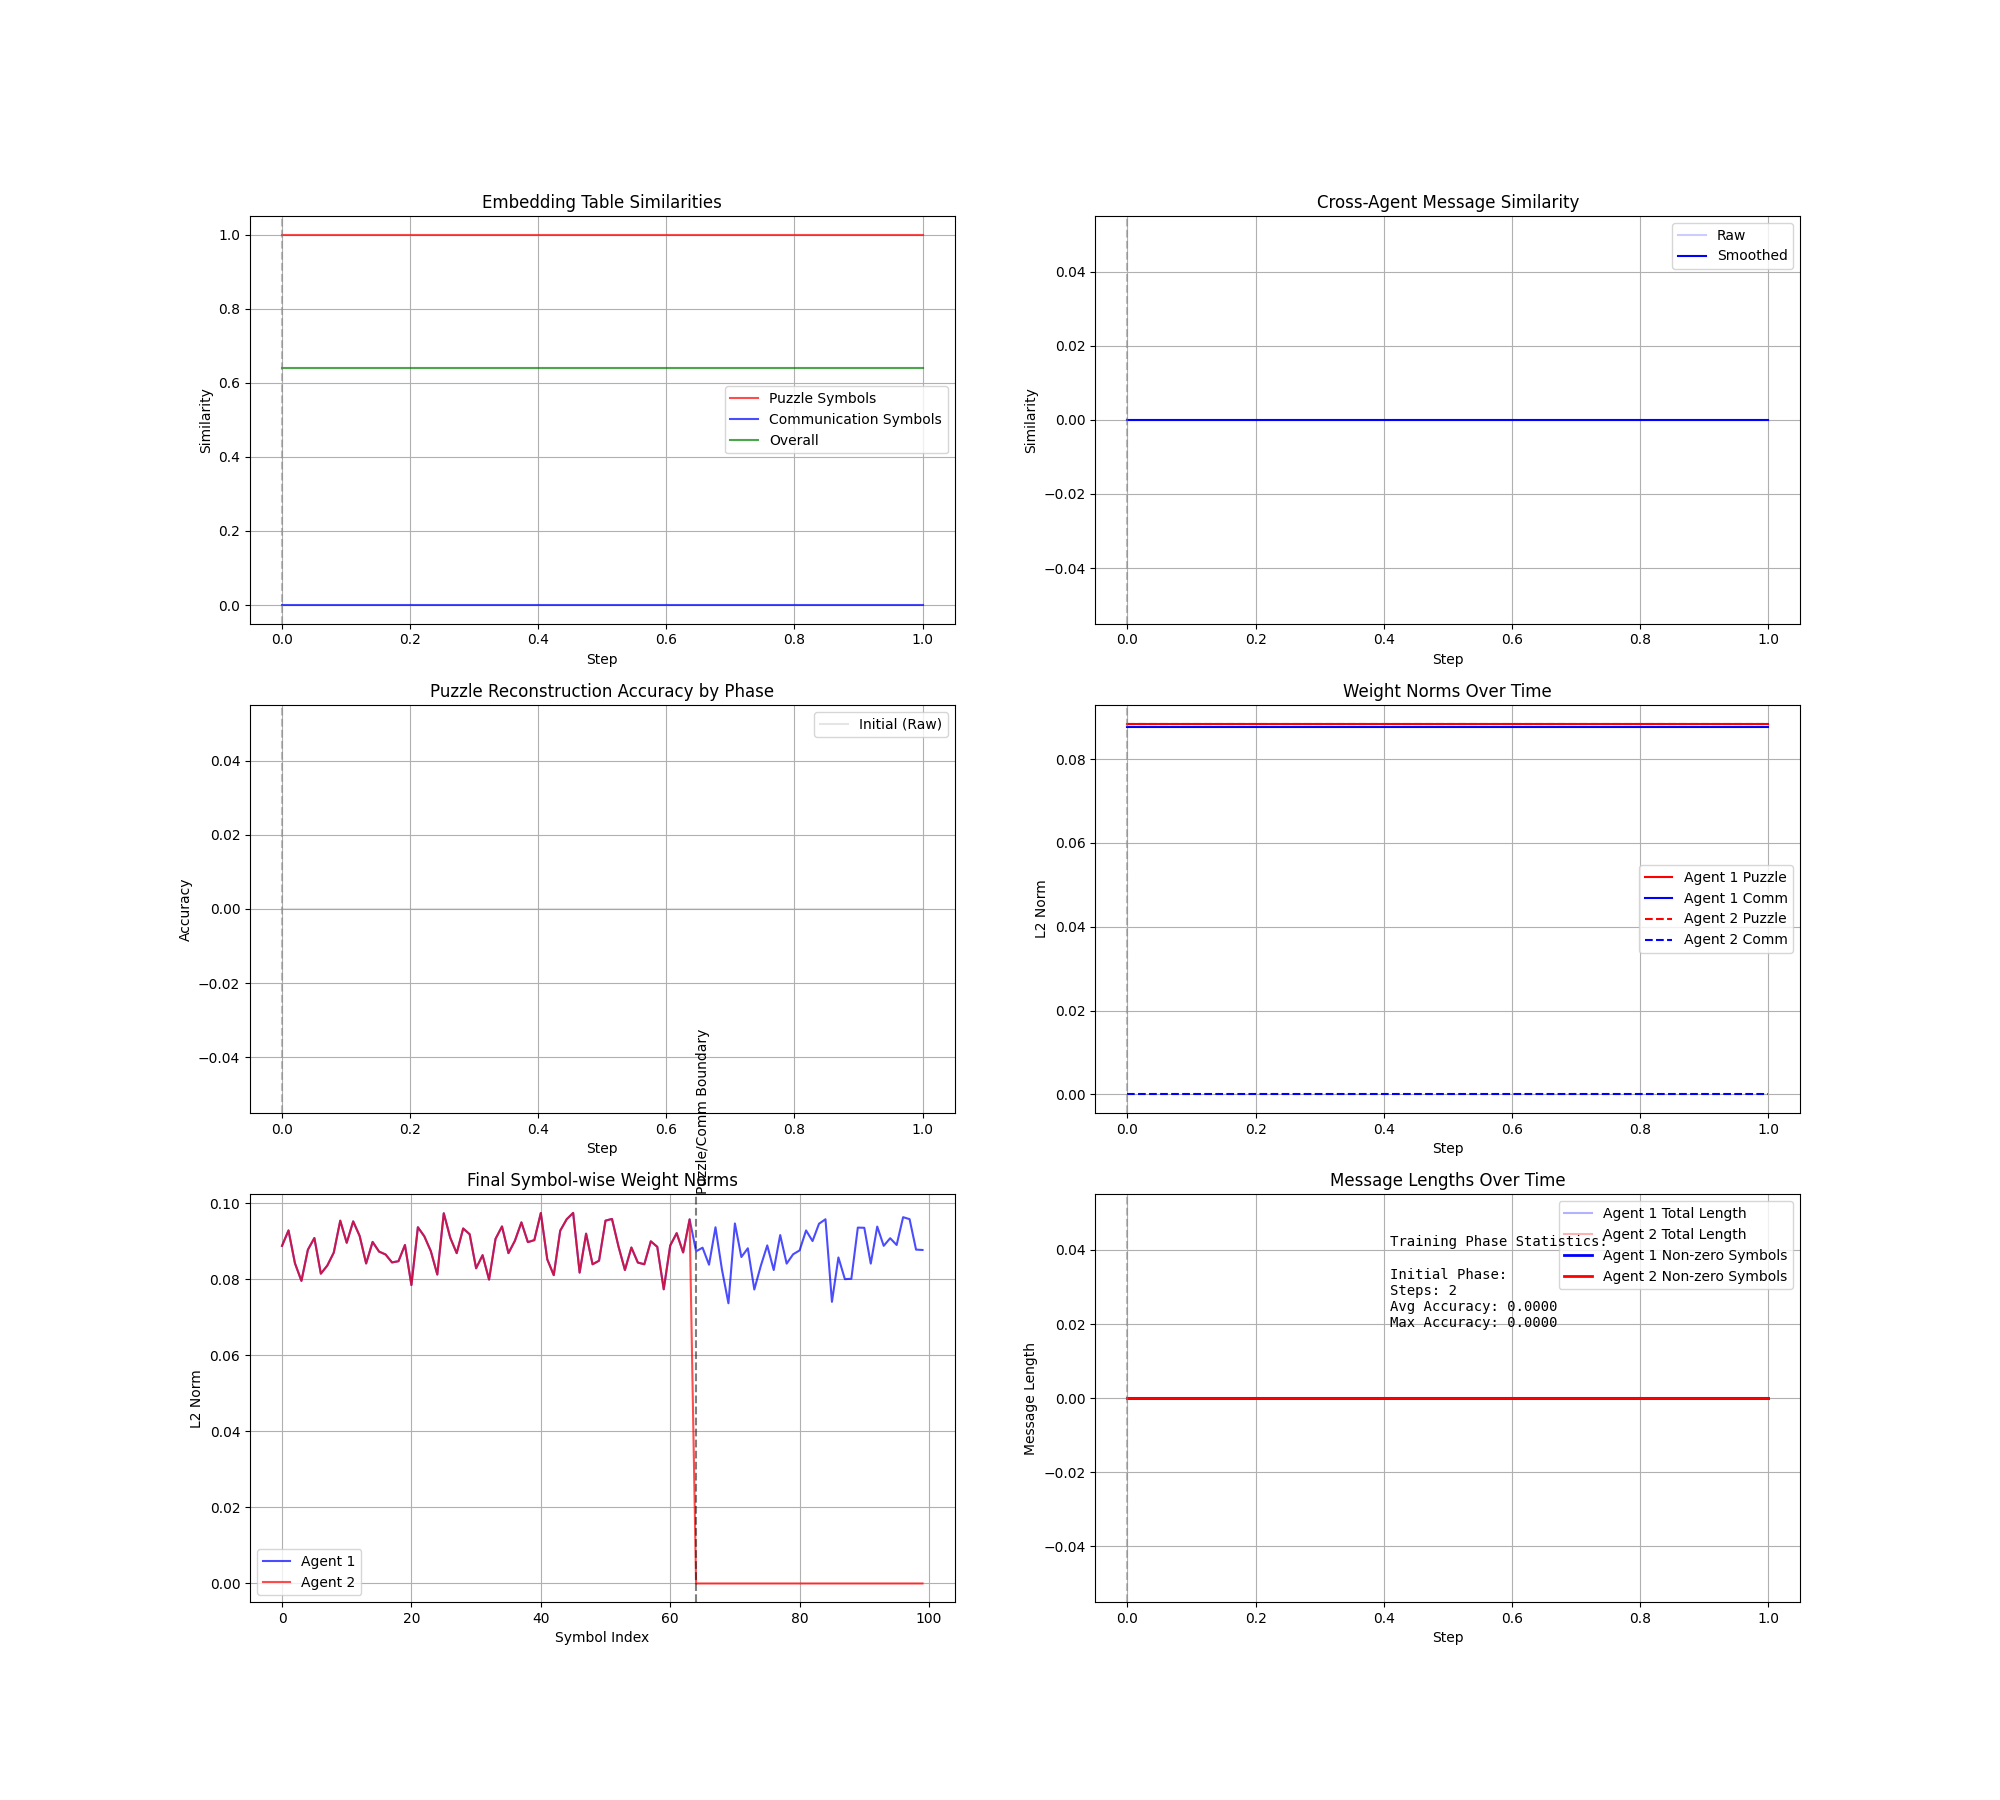 Embedding Table Similarities
1.0
0.8
0.6
0.4
0.2
0.0
Similarity
Puzzle Symbols
Communication Symbols
Overall
0.0 0.2 0.4 0.6 0.8 1.0
Step
Cross-Agent Message Similarity
0.04
0.02
0.00
−0.02
−0.04
Similarity
Raw
Smoothed
0.0 0.2 0.4 0.6 0.8 1.0
Step
Puzzle Reconstruction Accuracy by Phase
0.04
0.02
0.00
−0.02
−0.04
Accuracy
Initial (Raw)
0.0 0.2 0.4 0.6 0.8 1.0
Step
Weight Norms Over Time
0.08
0.06
0.04
0.02
0.00
L2 Norm
Agent 1 Puzzle
Agent 1 Comm
Agent 2 Puzzle
Agent 2 Comm
0.0 0.2 0.4 0.6 0.8 1.0
Step
Final Symbol-wise Weight Norms
Puzzle/Comm Boundary
0.10
0.08
0.06
0.04
0.02
0.00
L2 Norm
Agent 1
Agent 2
0 20 40 60 80 100
Symbol Index
Message Lengths Over Time
0.04
0.02
0.00
−0.02
−0.04
Message Length
Agent 1 Total Length
Agent 2 Total Length
Agent 1 Non-zero Symbols
Agent 2 Non-zero Symbols
Training Phase Statistics:
Initial Phase:
Steps: 2
Avg Accuracy: 0.0000
Max Accuracy: 0.0000
0.0 0.2 0.4 0.6 0.8 1.0
Step